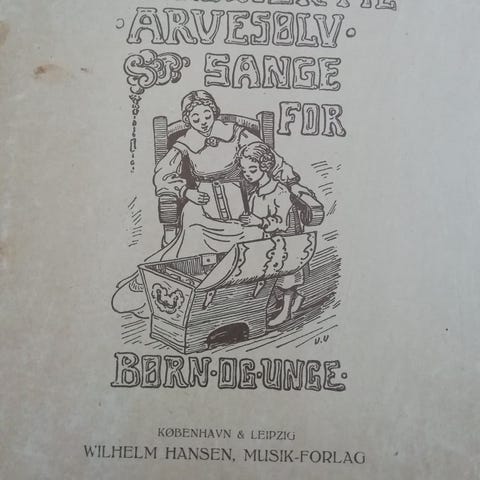 ·ARVESØLV·
SANGE
FOR
V.V
BØRN·OG·UNGE·
KØBENHAVN & LEIPZIG
WILHELM HANSEN, MUSIK-FORLAG